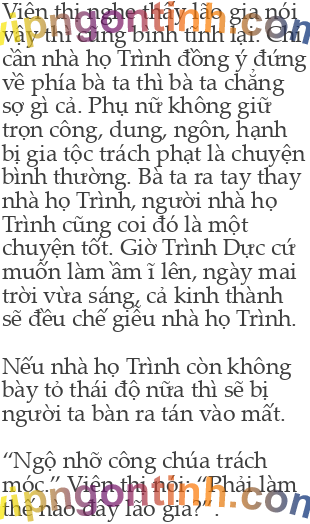 Viên thị nghe thấy lão gia nói
vậy thì cũng bình tĩnh lại. Chỉ
cần nhà họ Trình đồng ý đứng
về phía bà ta thì bà ta chẳng
sợ gì cả. Phụ nữ không giữ
trọn công, dung, ngôn, hạnh
bị gia tộc trách phạt là chuyện
bình thường. Bà ta ra tay thay
nhà họ Trình, người nhà họ
Trình cũng coi đó là một
chuyện tốt. Giờ Trình Dực cứ
muốn làm ầm ĩ lên, ngày mai
trời vừa sáng, cả kinh thành
sẽ đều chế giễu nhà họ Trình.
Nếu nhà họ Trình còn không
bày tỏ thái độ nữa thì sẽ bị
người ta bàn ra tán vào mất.
“Ngộ nhỡ công chúa trách
móc.” Viên thị nói: “Phải làm
thế nào đây lão gia?”.
vipngontinh.com
vipngontinh.com